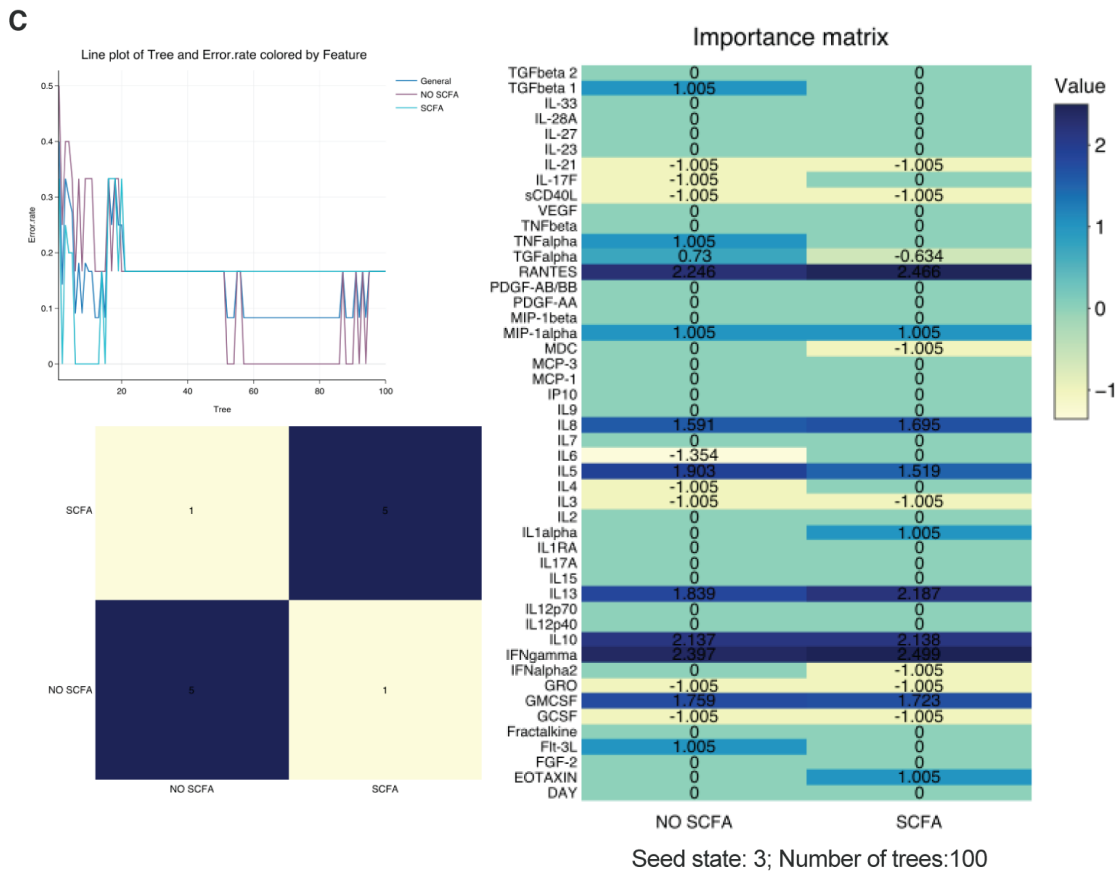 C
Line plot of Tree and Error.rate colored by Feature
0.5
0.4
0.3
0.2
0.1
0
Error.rate
20
40
60
80
100
Tree
General
NO SCFA
SCFA
SCFA
1
5
NO SCFA
5
1
NO SCFA
SCFA
Importance matrix
TGFbeta 2 0 0
TGFbeta 1 1.005 0
IL-33 0 0
IL-28A 0 0
IL-27 0 0
IL-23 0 0
IL-21 -1.005 -1.005
IL-17F -1.005 0
sCD40L -1.005 -1.005
VEGF 0 0
TNFbeta 0 0
TNFalpha 1.005 0
TGFalpha 0.73 -0.634
RANTES 2.246 2.466
PDGF-AB/BB 0 0
PDGF-AA 0 0
MIP-1beta 0 0
MIP-1alpha 1.005 1.005
MDC 0 -1.005
MCP-3 0 0
MCP-1 0 0
IP10 0 0
IL9 0 0
IL8 1.591 1.695
IL7 0 0
IL6 -1.354 0
IL5 1.903 1.519
IL4 -1.005 0
IL3 -1.005 -1.005
IL2 0 0
IL1alpha 0 1.005
IL1RA 0 0
IL17A 0 0
IL15 0 0
IL13 1.839 2.187
IL12p70 0 0
IL12p40 0 0
IL10 2.137 2.138
IFNgamma 2.397 2.499
IFNalpha2 0 -1.005
GRO -1.005 -1.005
GMCSF 1.759 1.723
GCSF -1.005 -1.005
Fractalkine 0 0
Flt-3L 1.005 0
FGF-2 0 0
EOTAXIN 0 1.005
DAY 0 0
NO SCFA SCFA
Value
2
1
0
−1
Seed state: 3; Number of trees:100